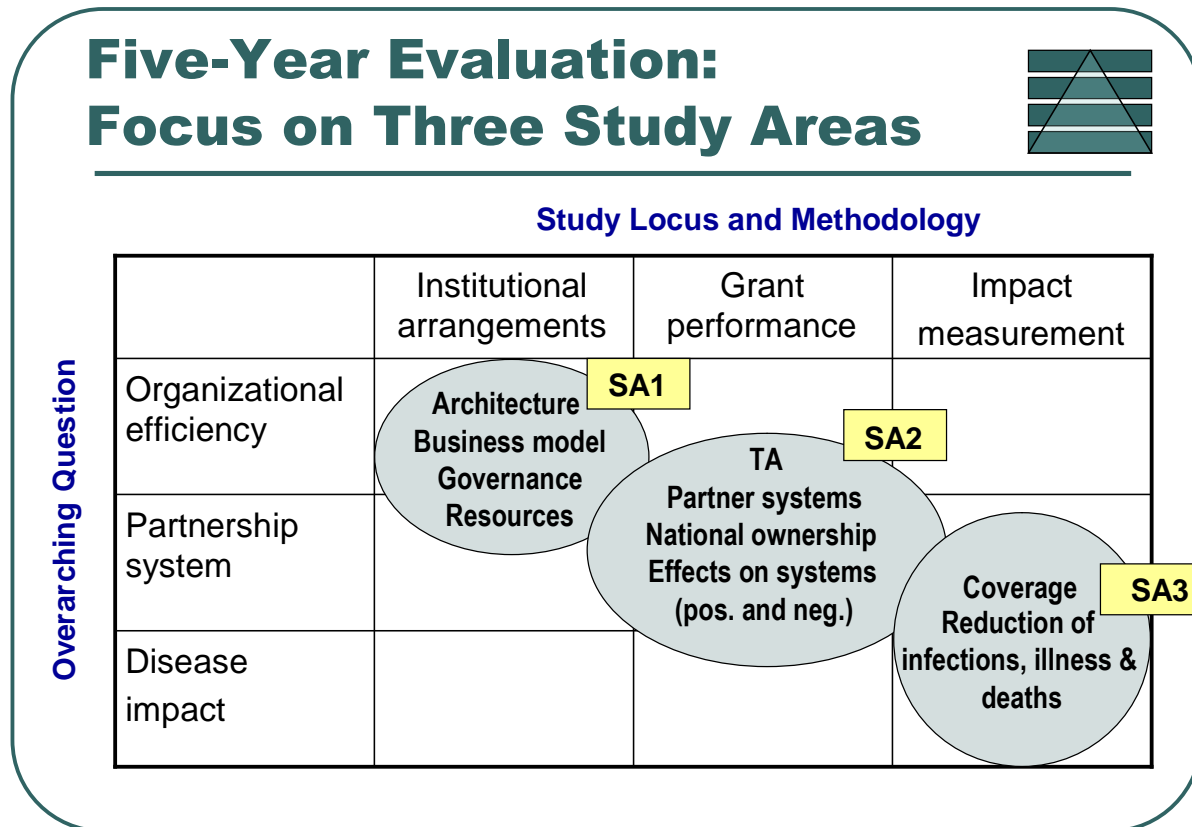 Five-Year Evaluation:
Focus on Three Study Areas
Study Locus and Methodology
Overarching Question
Institutional
arrangements
Grant
performance
Impact
measurement
Organizational
efficiency
Partnership
system
Disease
impact
SA1
Architecture
Business model
Governance
Resources
SA2
TA
Partner systems
National ownership
Effects on systems
(pos. and neg.)
SA3
Coverage
Reduction of
infections, illness &
deaths